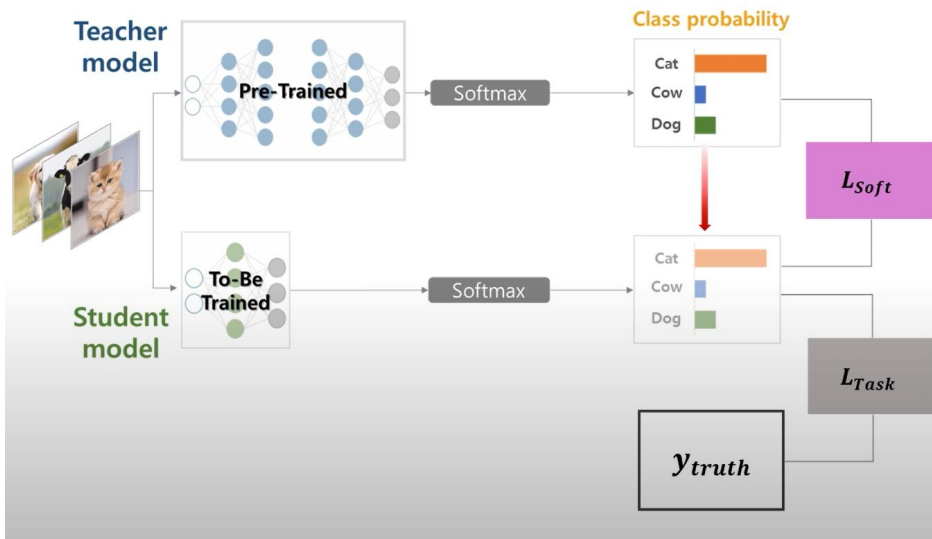 Teacher
model
Pre-Trained
Softmax
Class probability
Cat
Cow
Dog
L_Soft
Student
model
To-Be
Trained
Softmax
Cat
Cow
Dog
L_Task
y_truth